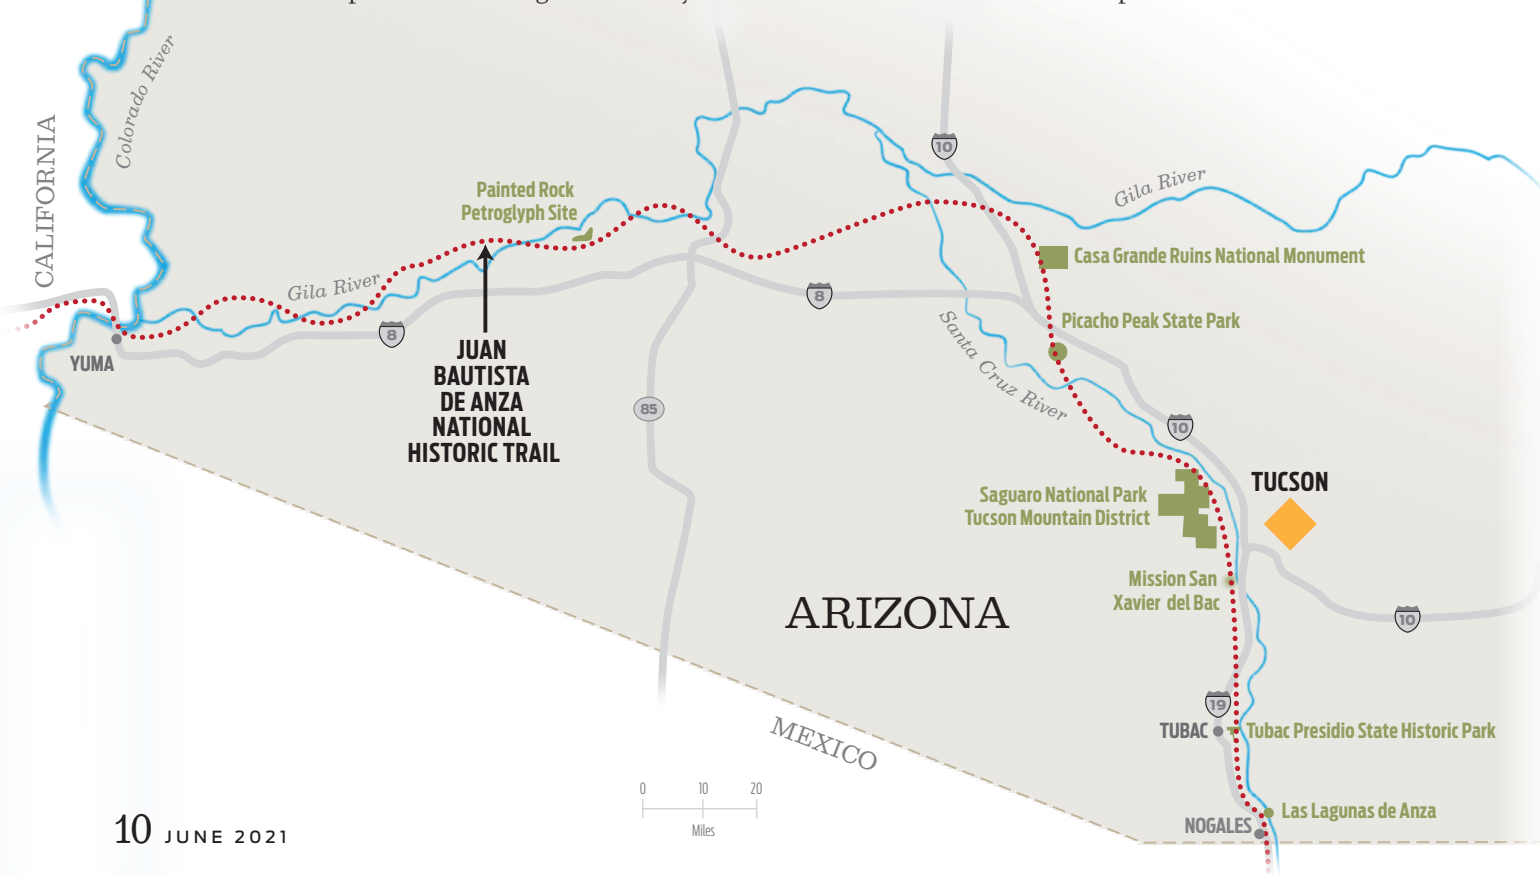 Colorado River
CALIFORNIA
10
Painted Rock
Petroglyph Site
Gila River
Casa Grande Ruins National Monument
Gila River
8
8
Picacho Peak State Park
Santa Cruz River
YUMA
JUAN
BAUTISTA
DE ANZA
NATIONAL
HISTORIC TRAIL
85
10
TUCSON
Saguaro National Park
Tucson Mountain District
Mission San
Xavier del Bac
ARIZONA
10
19
TUBAC
Tubac Presidio State Historic Park
MEXICO
0 10 20
Miles
Las Lagunas de Anza
NOGALES
10 JUNE 2021